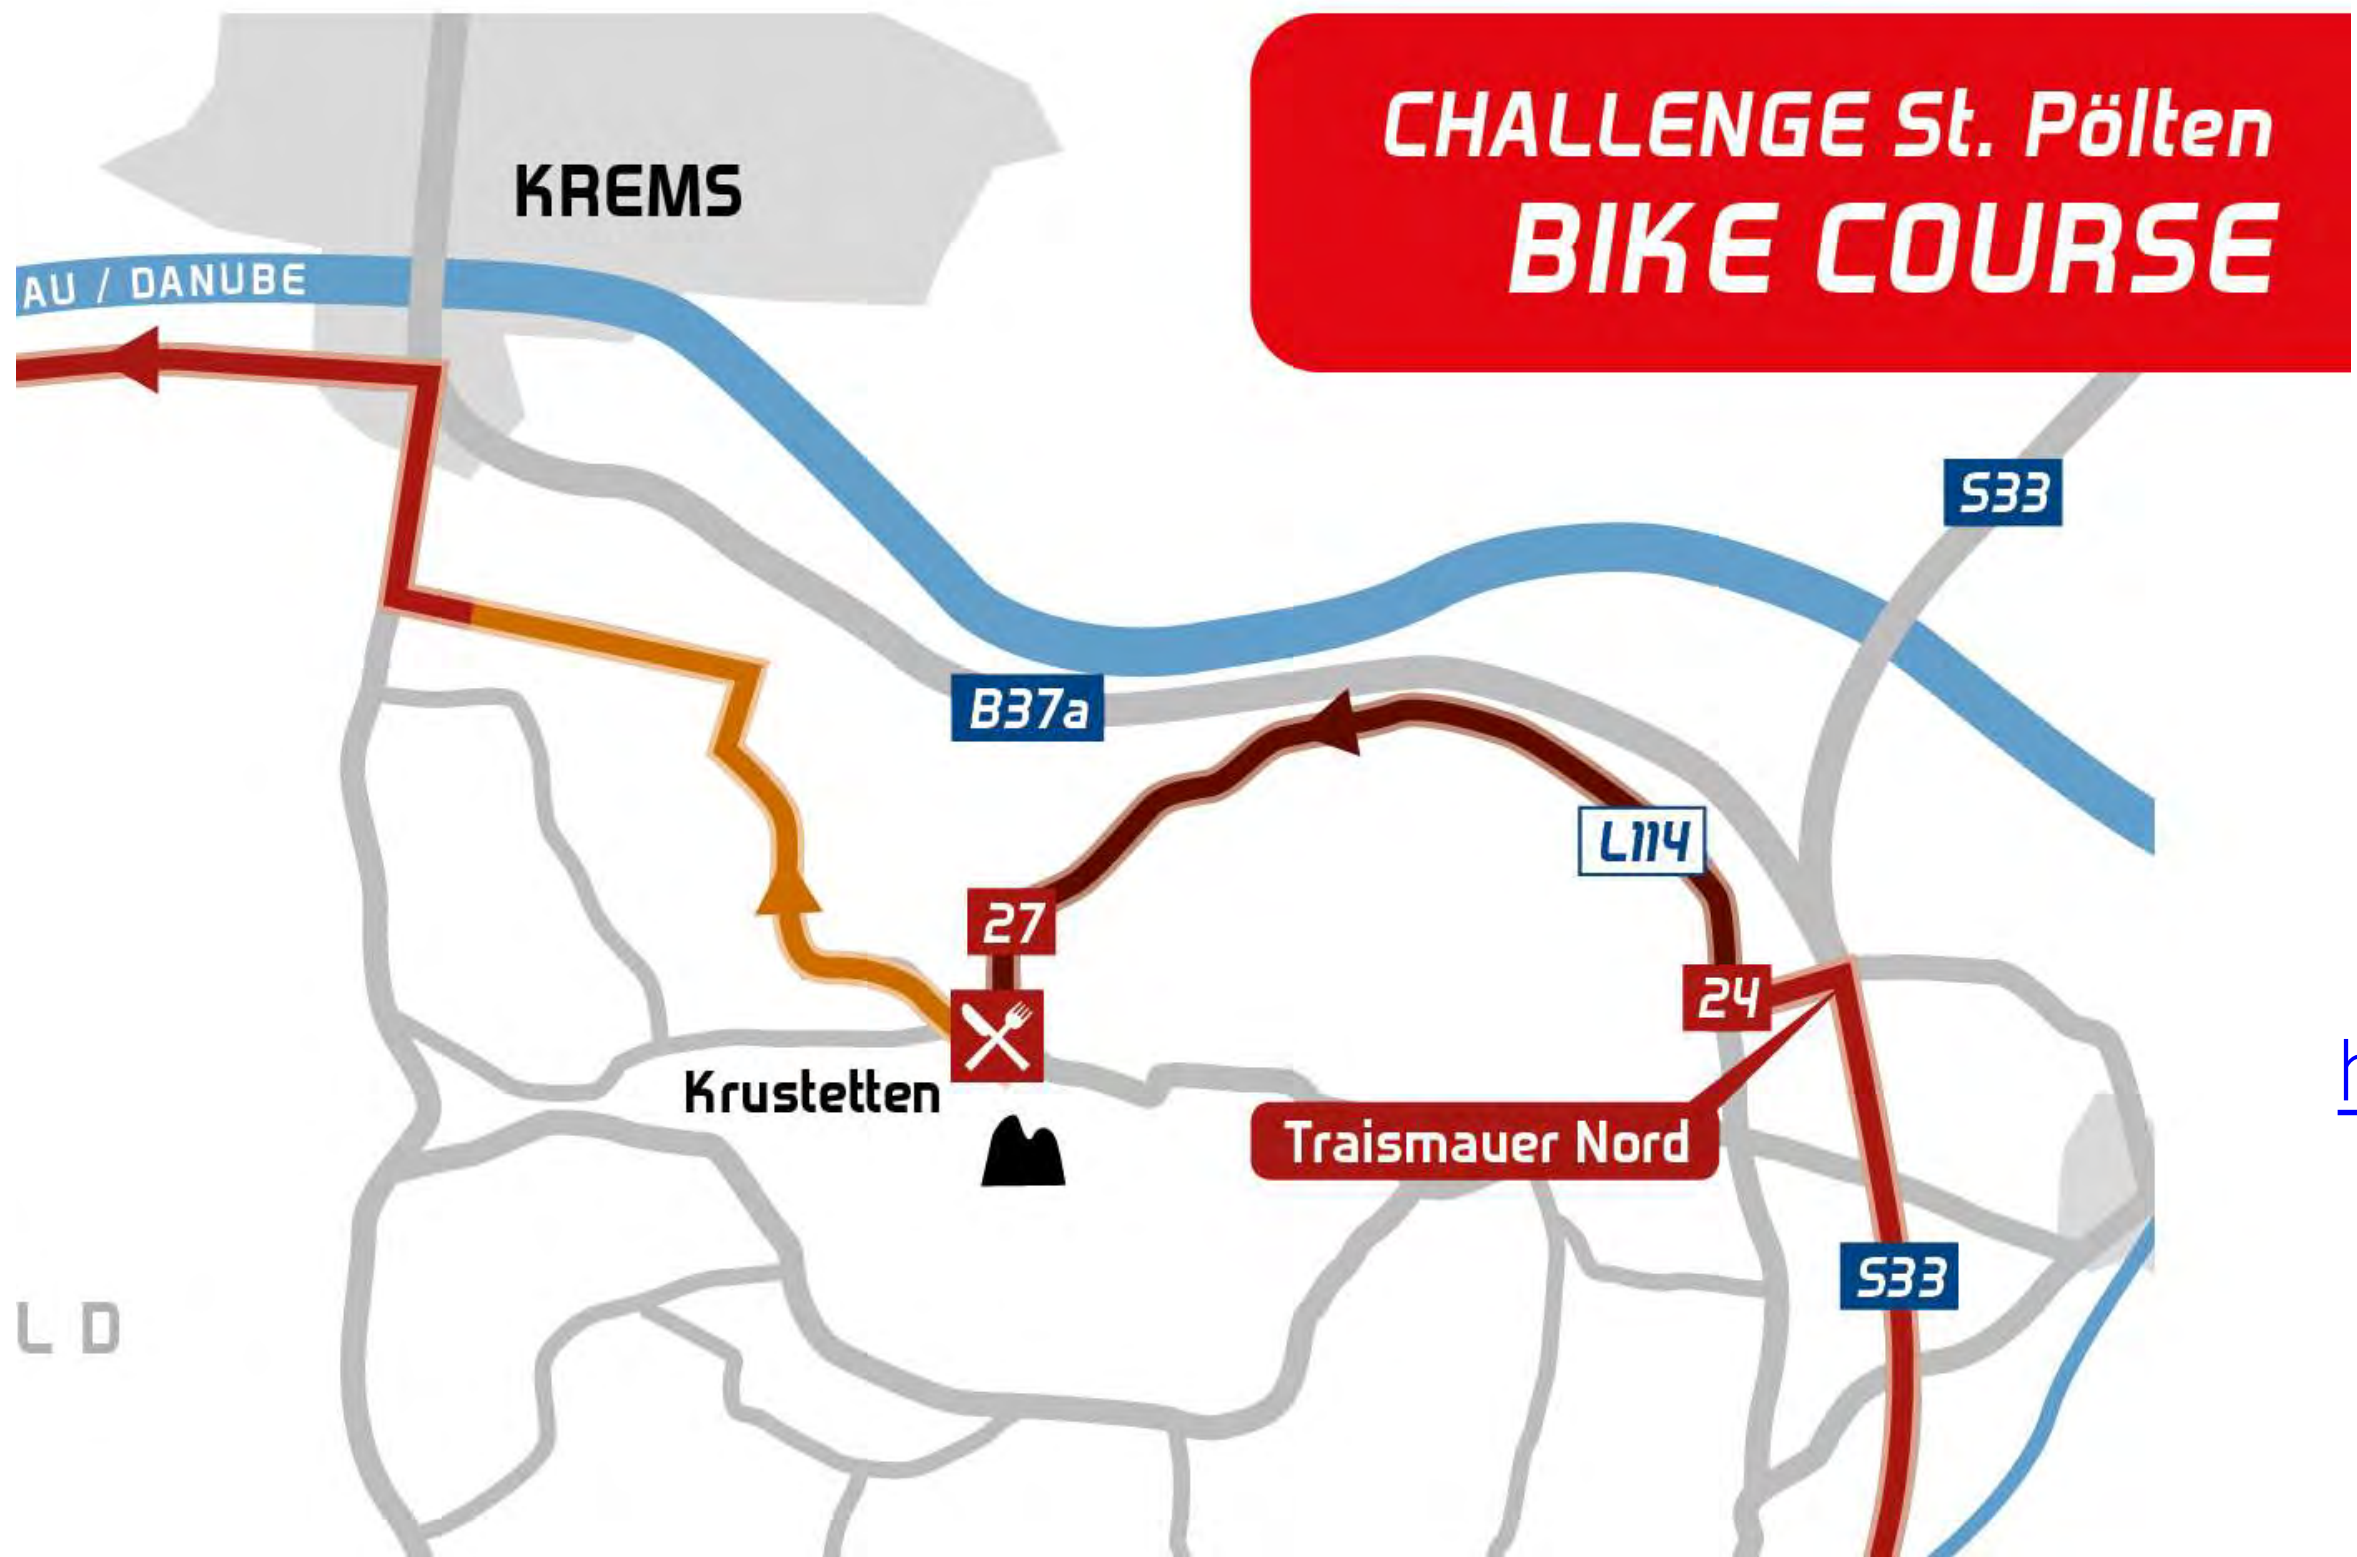 CHALLENGE St. Pölten
BIKE COURSE
KREMS
AU / DANUBE
S33
B37a
L114
27
24
Krustetten
Traismauer Nord
S33
L D
h